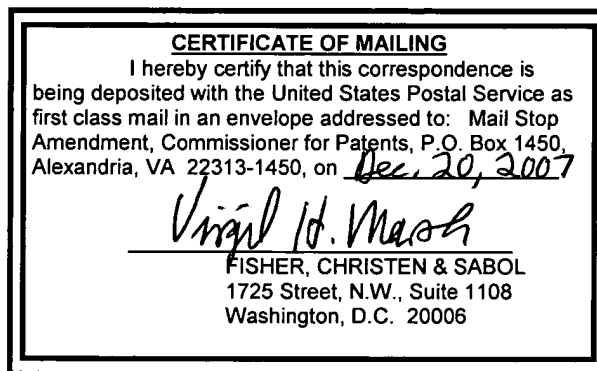 CERTIFICATE OF MAILING
I hereby certify that this correspondence is
being deposited with the United States Postal Service as
first class mail in an envelope addressed to: Mail Stop
Amendment, Commissioner for Patents, P.O. Box 1450,
Alexandria, VA 22313-1450, on Dec. 20, 2007
Virgil H. Marsh
FISHER, CHRISTEN & SABOL
1725 Street, N.W., Suite 1108
Washington, D.C. 20006